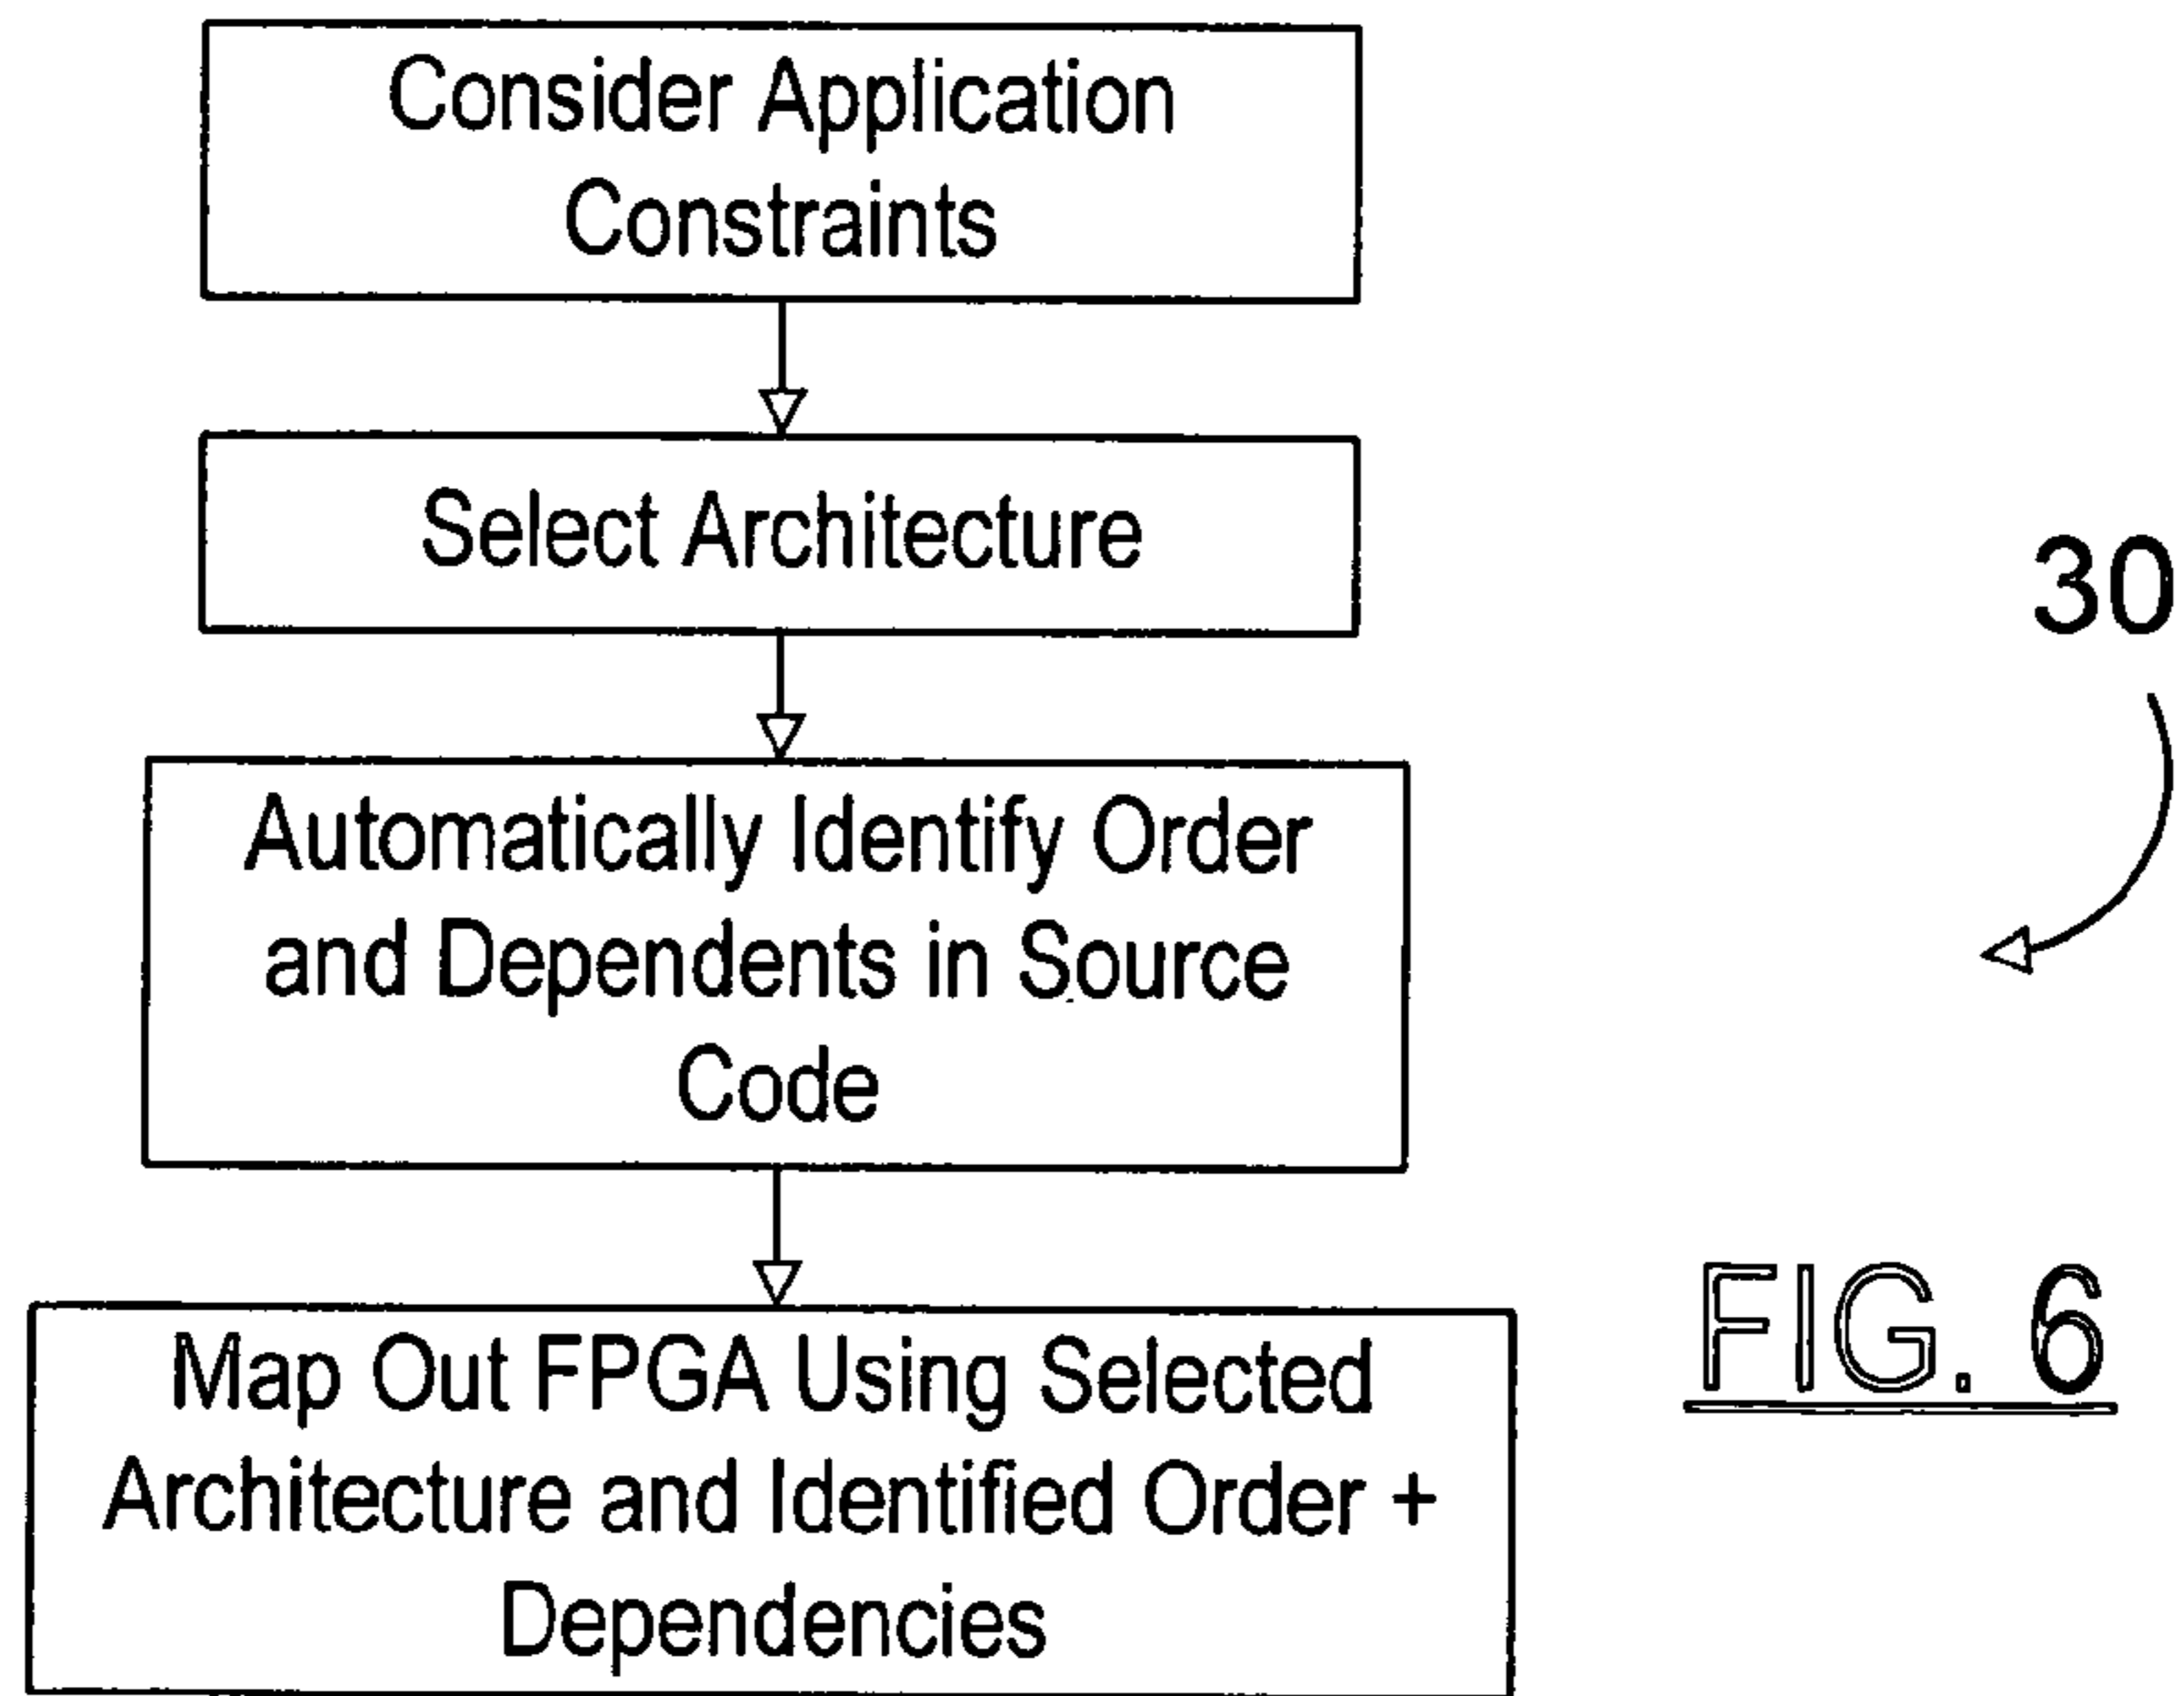 Consider Application
Constraints
Select Architecture
30
Automatically Identify Order
and Dependents in Source
Code
Map Out FPGA Using Selected
Architecture and Identified Order +
Dependencies
FIG. 6